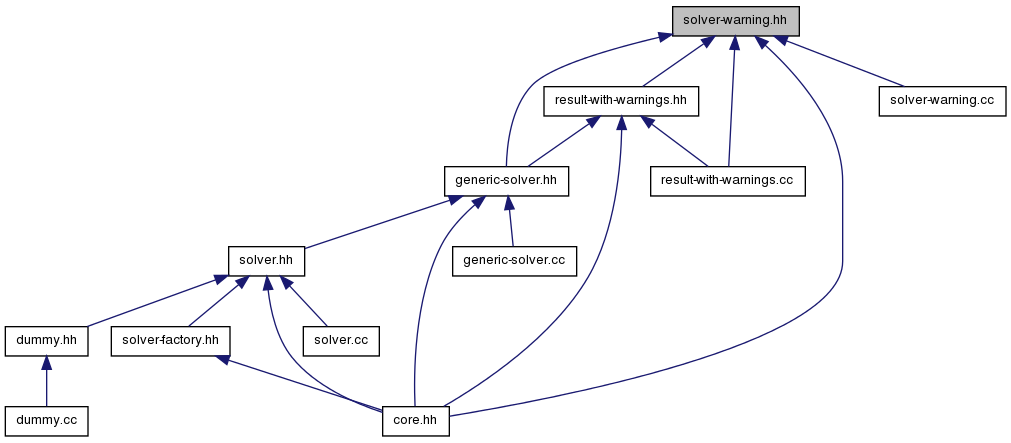 solver-warning.hh
result-with-warnings.hh
solver-warning.cc
generic-solver.hh
result-with-warnings.cc
solver.hh
generic-solver.cc
dummy.hh
solver-factory.hh
solver.cc
dummy.cc
core.hh